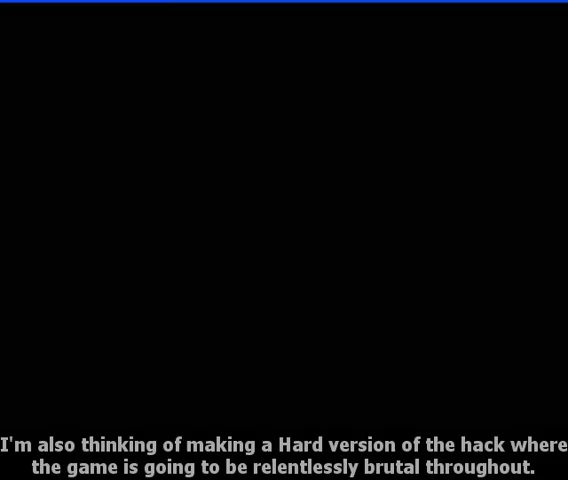 I'm also thinking of making a Hard version of the hack where
the game is going to be relentlessly brutal throughout.